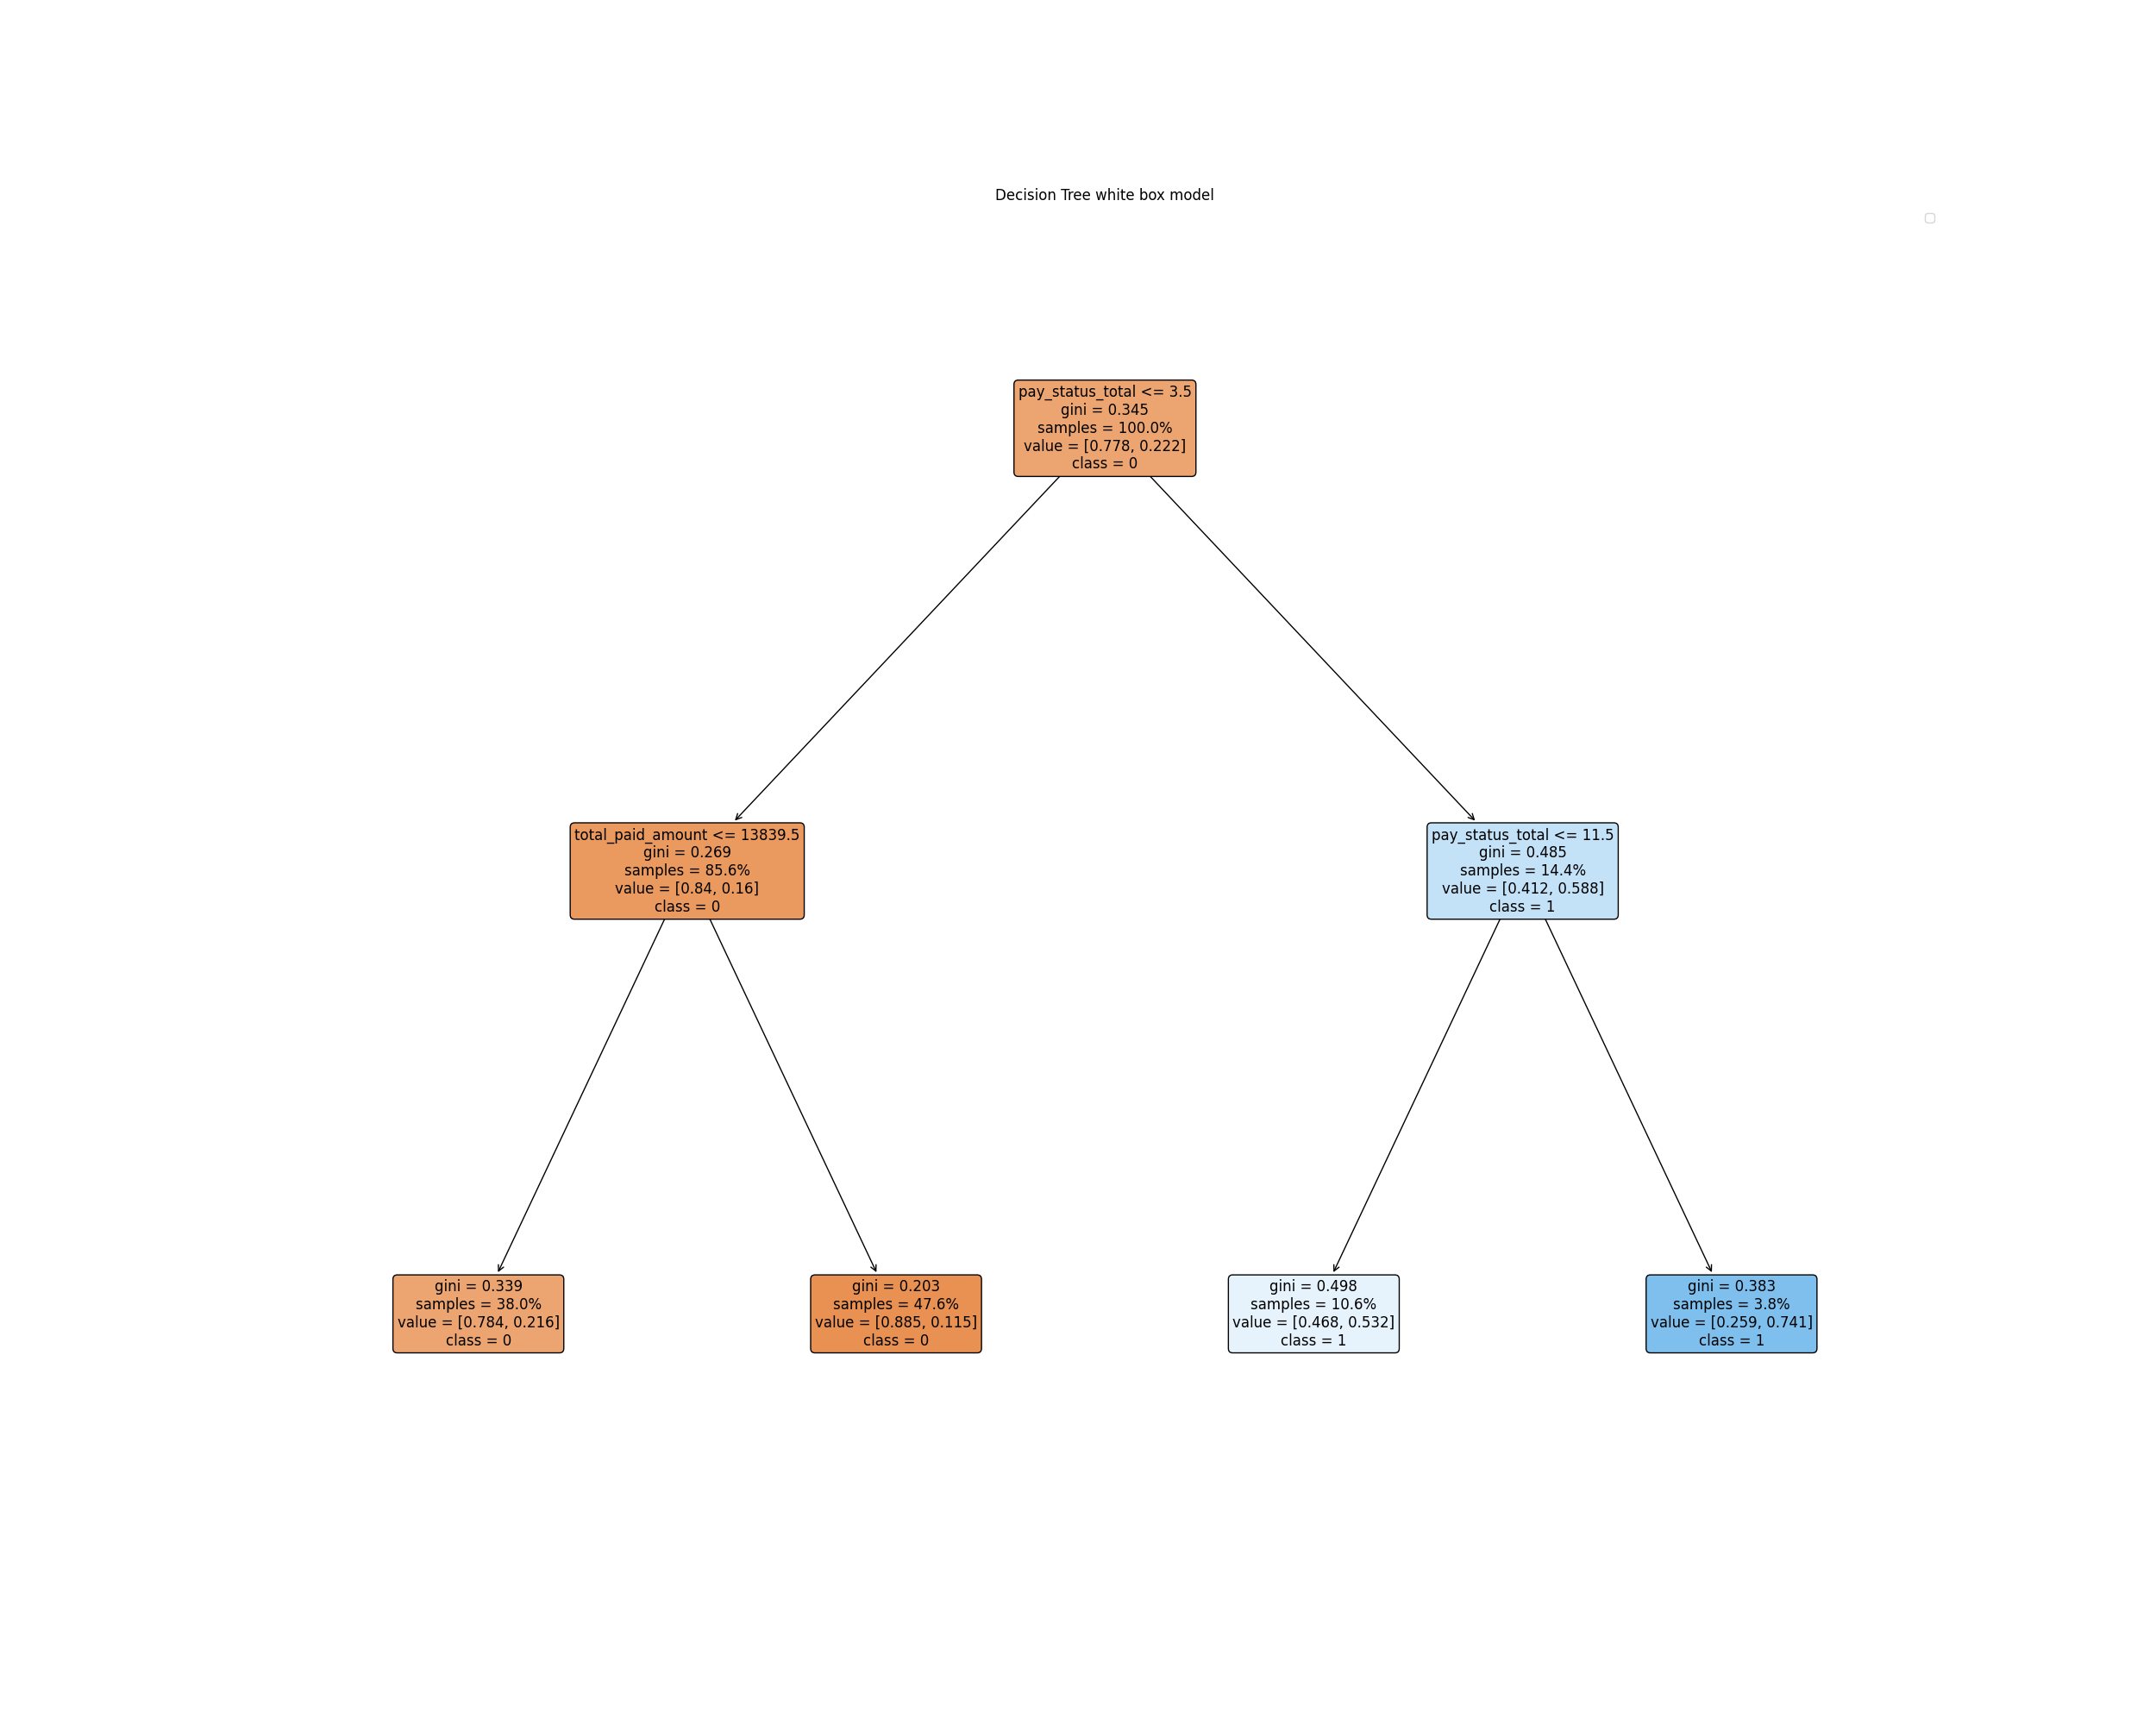 Decision Tree white box model
pay_status_total <= 3.5
gini = 0.345
samples = 100.0%
value = [0.778, 0.222]
class = 0
total_paid_amount <= 13839.5
gini = 0.269
samples = 85.6%
value = [0.84, 0.16]
class = 0
pay_status_total <= 11.5
gini = 0.485
samples = 14.4%
value = [0.412, 0.588]
class = 1
gini = 0.339
samples = 38.0%
value = [0.784, 0.216]
class = 0
gini = 0.203
samples = 47.6%
value = [0.885, 0.115]
class = 0
gini = 0.498
samples = 10.6%
value = [0.468, 0.532]
class = 1
gini = 0.383
samples = 3.8%
value = [0.259, 0.741]
class = 1